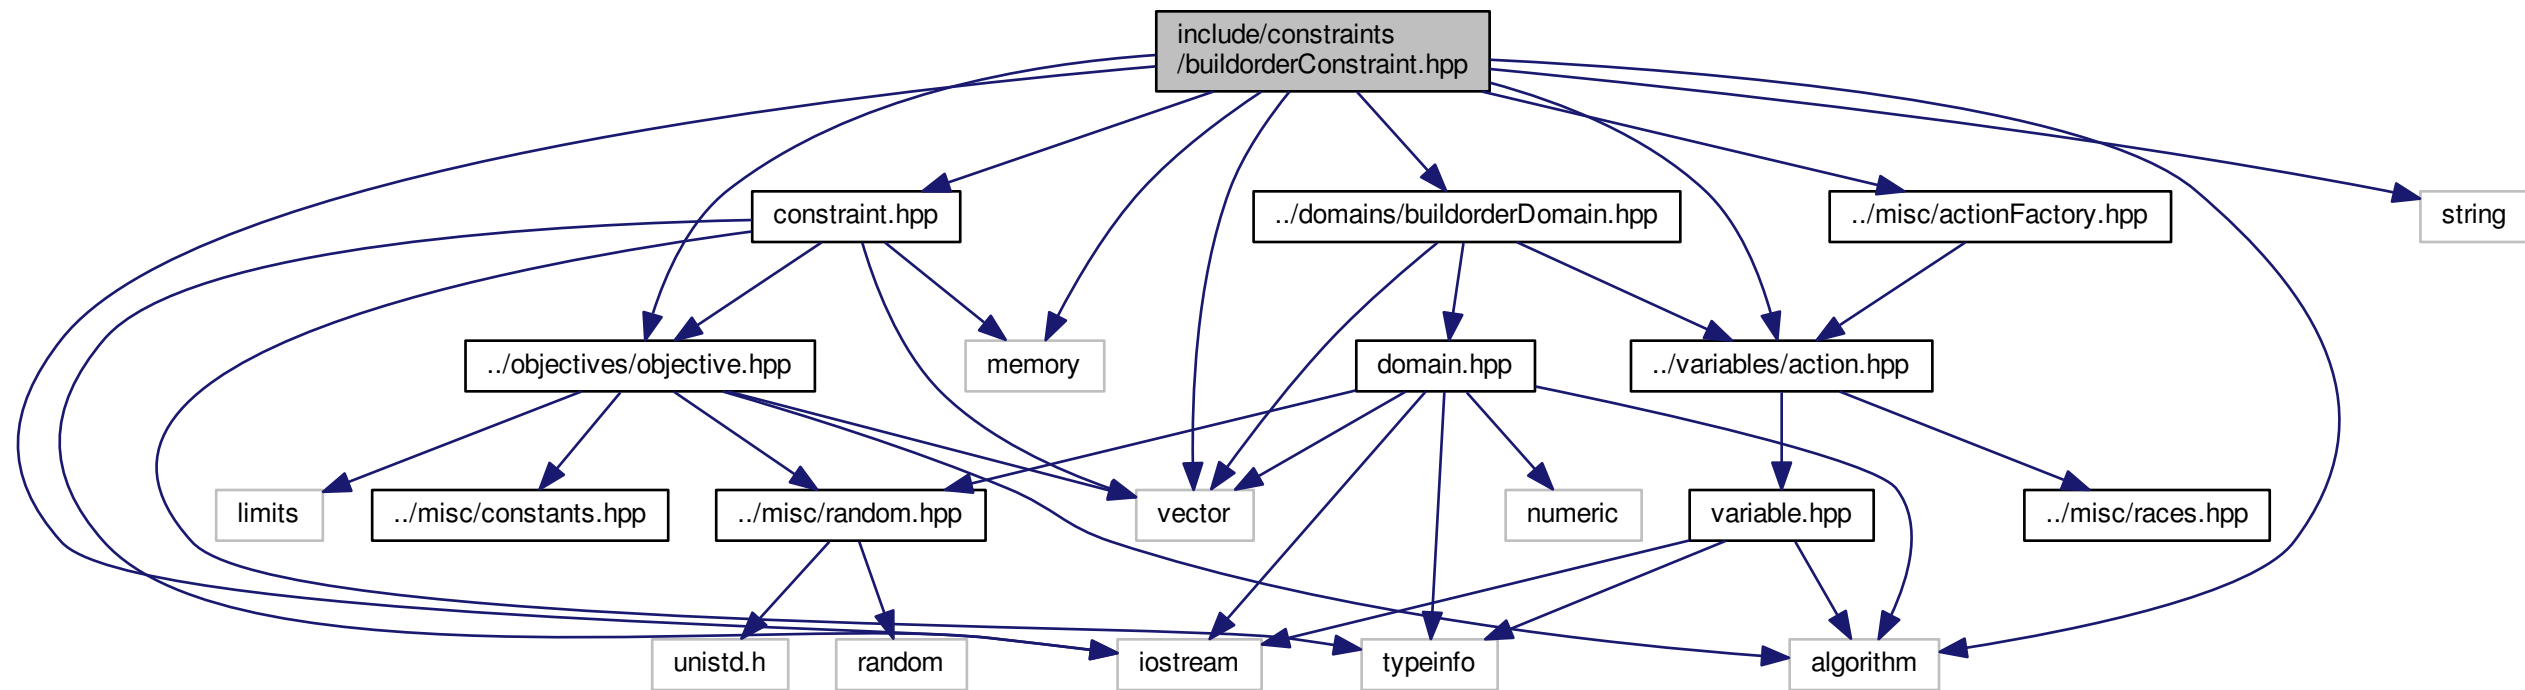 include/constraints
/buildorderConstraint.hpp
constraint.hpp
../domains/buildorderDomain.hpp
../misc/actionFactory.hpp
string
../objectives/objective.hpp
memory
domain.hpp
../variables/action.hpp
limits
../misc/constants.hpp
../misc/random.hpp
vector
numeric
variable.hpp
../misc/races.hpp
unistd.h
random
iostream
typeinfo
algorithm